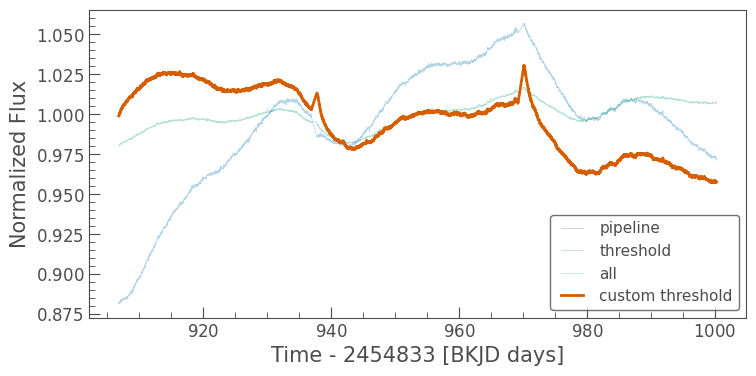 Normalized Flux
1.050
1.025
1.000
0.975
0.950
0.925
0.900
0.875
pipeline
threshold
all
custom threshold
920 940 960 980 1000
Time - 2454833 [BKJD days]